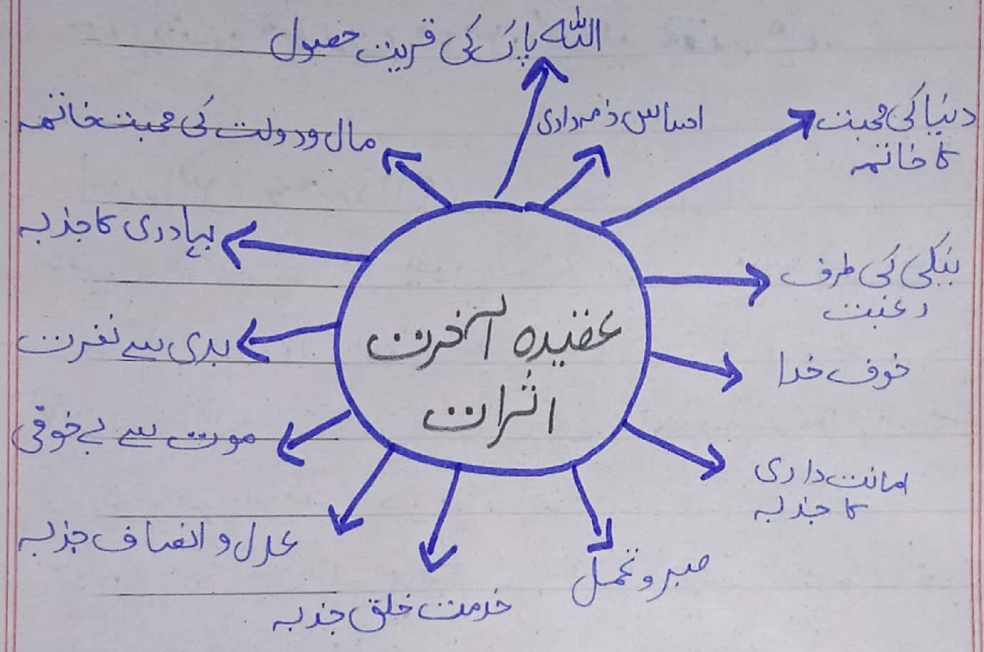 اللہ پاک کی قربت حصول
احساس ذمہ داری
دنیا کی محبت
کا خاتمہ
مال و دولت کی محبت خاتمہ
بہادری کا جذبہ
نیکی کی طرف
رغبت
عقیدہ آخرت
اثرات
بدی سے نفرت
خوف خدا
موت سے بے خوفی
امانت داری
کا جذبہ
عدل و انصاف جذبہ
صبر و تحمل
خدمت خلق جذبہ